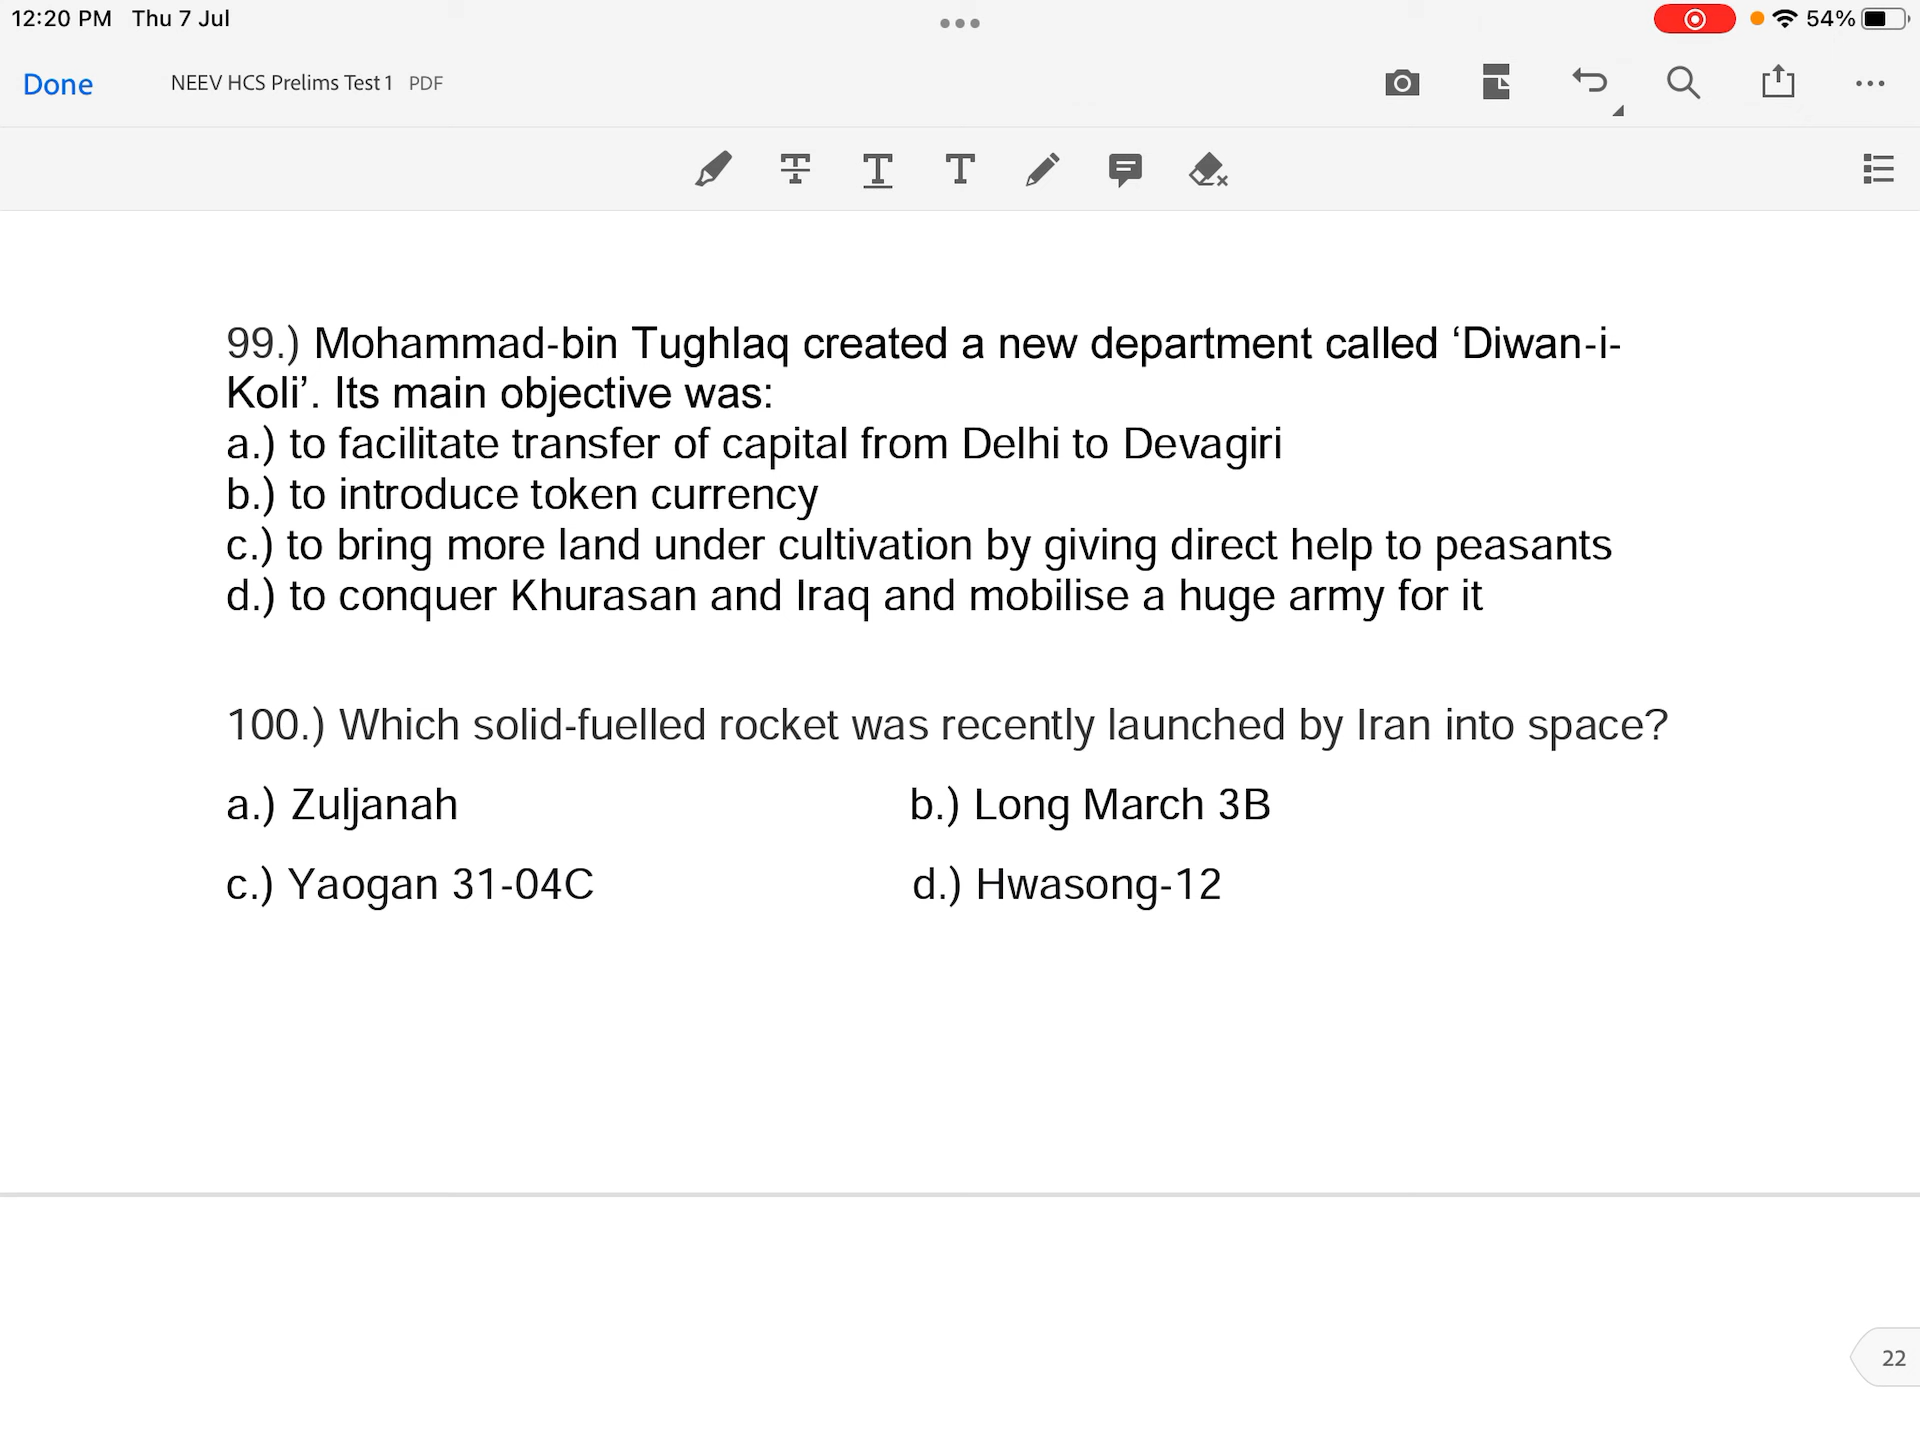 12:20 PM Thu 7 Jul
54%
Done
NEEV HCS Prelims Test 1 PDF
99.) Mohammad-bin Tughlaq created a new department called ‘Diwan-i-
Koli’. Its main objective was:
a.) to facilitate transfer of capital from Delhi to Devagiri
b.) to introduce token currency
c.) to bring more land under cultivation by giving direct help to peasants
d.) to conquer Khurasan and Iraq and mobilise a huge army for it
100.) Which solid-fuelled rocket was recently launched by Iran into space?
a.) Zuljanah b.) Long March 3B
c.) Yaogan 31-04C d.) Hwasong-12
22